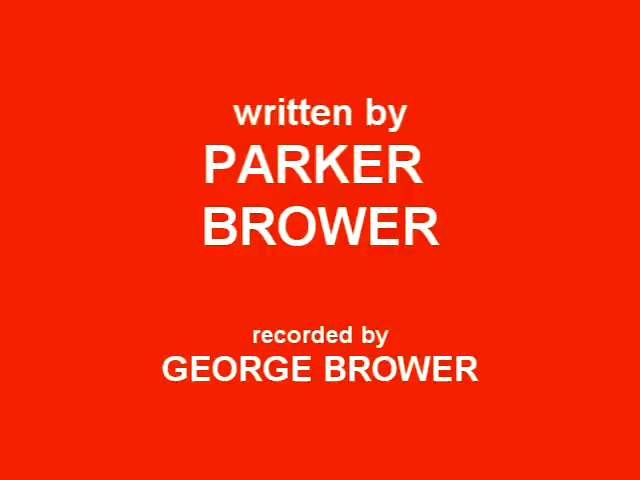 written by
PARKER
BROWER
recorded by
GEORGE BROWER